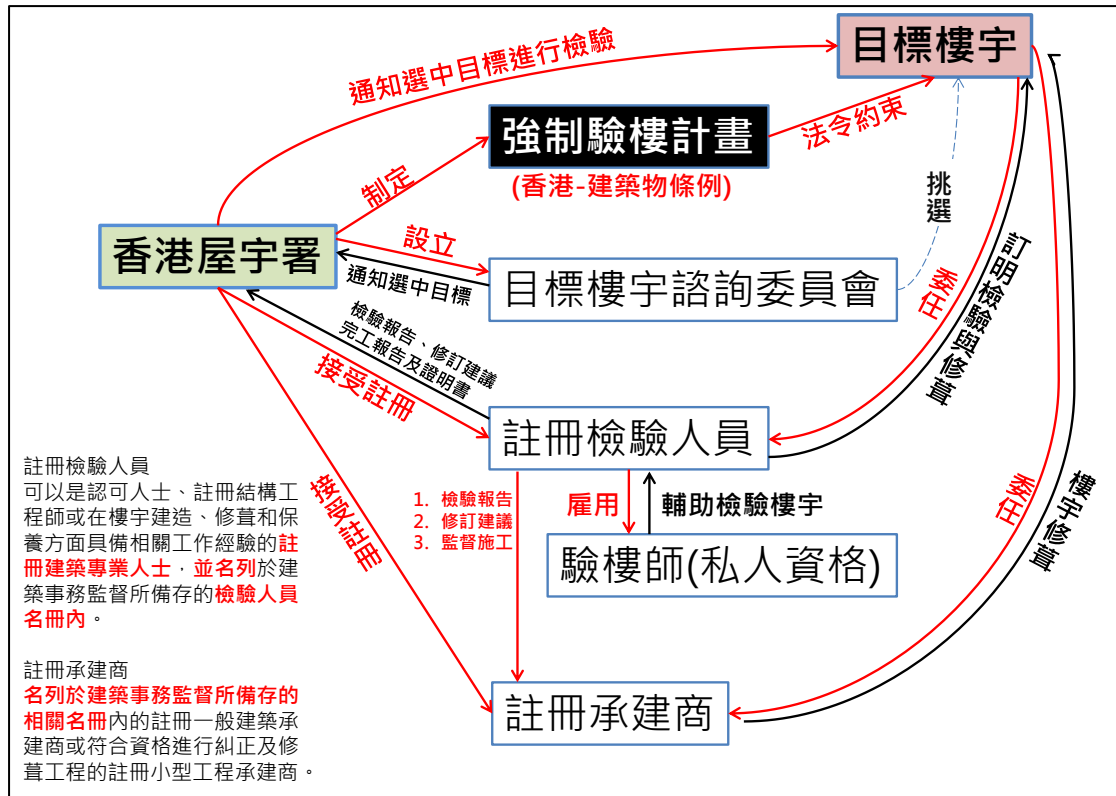 目標樓宇
通知選中目標進行檢驗
強制驗樓計畫
法令約束
(香港-建築物條例)
制定
挑選
香港屋宇署
設立
通知選中目標
目標樓宇諮詢委員會
委任
訂明檢驗與修葺
檢驗報告、修訂建議
完工報告及證明書
接受註冊
註冊檢驗人員
註冊檢驗人員
可以是認可人士、註冊結構工
程師或在樓宇建造、修葺和保
養方面具備相關工作經驗的註
冊建築專業人士，並名列於建
築事務監督所備存的檢驗人員
名冊內。
接受註冊
1. 檢驗報告
2. 修訂建議
3. 監督施工
雇用
輔助檢驗樓宇
驗樓師(私人資格)
委任
樓宇修葺
註冊承建商
名列於建築事務監督所備存的
相關名冊內的註冊一般建築承
建商或符合資格進行糾正及修
葺工程的註冊小型工程承建商。
註冊承建商